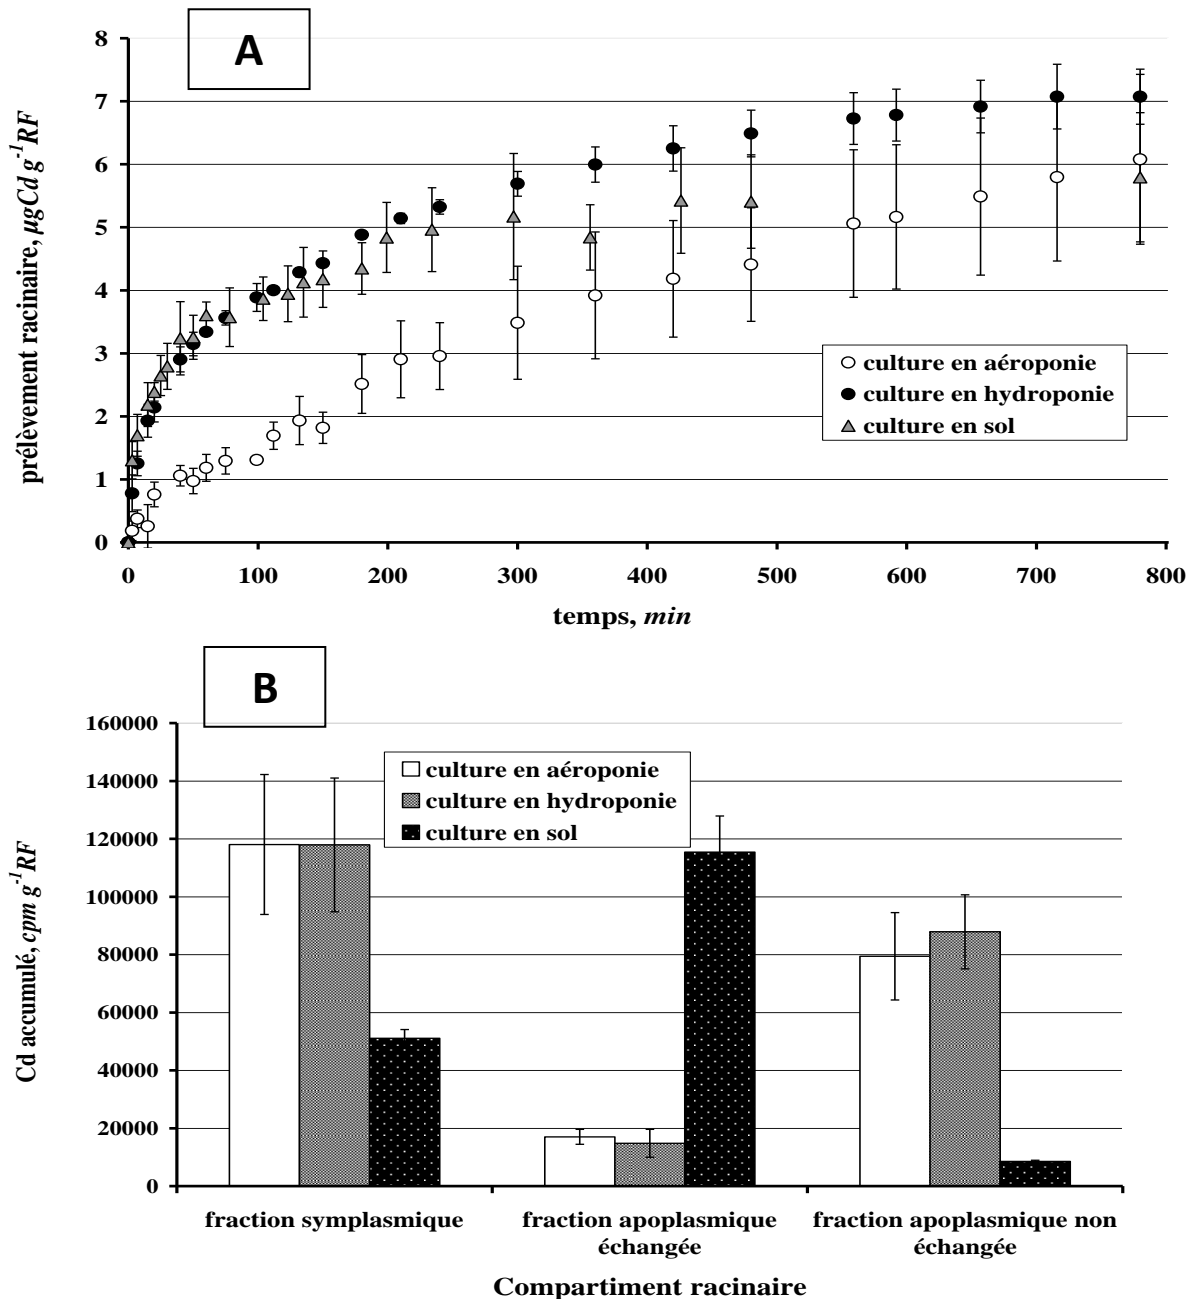 A
8
7
6
5
4
3
2
1
0
prélèvement racinaire, µgCd g-1RF
culture en aéroponie
culture en hydroponie
culture en sol
0 100 200 300 400 500 600 700 800
temps, min
B
160000
140000
120000
100000
80000
60000
40000
20000
0
Cd accumulé, cpm g-1RF
culture en aéroponie
culture en hydroponie
culture en sol
fraction symplasmique fraction apoplasmique fraction apoplasmique non
échangée échangée
Compartiment racinaire